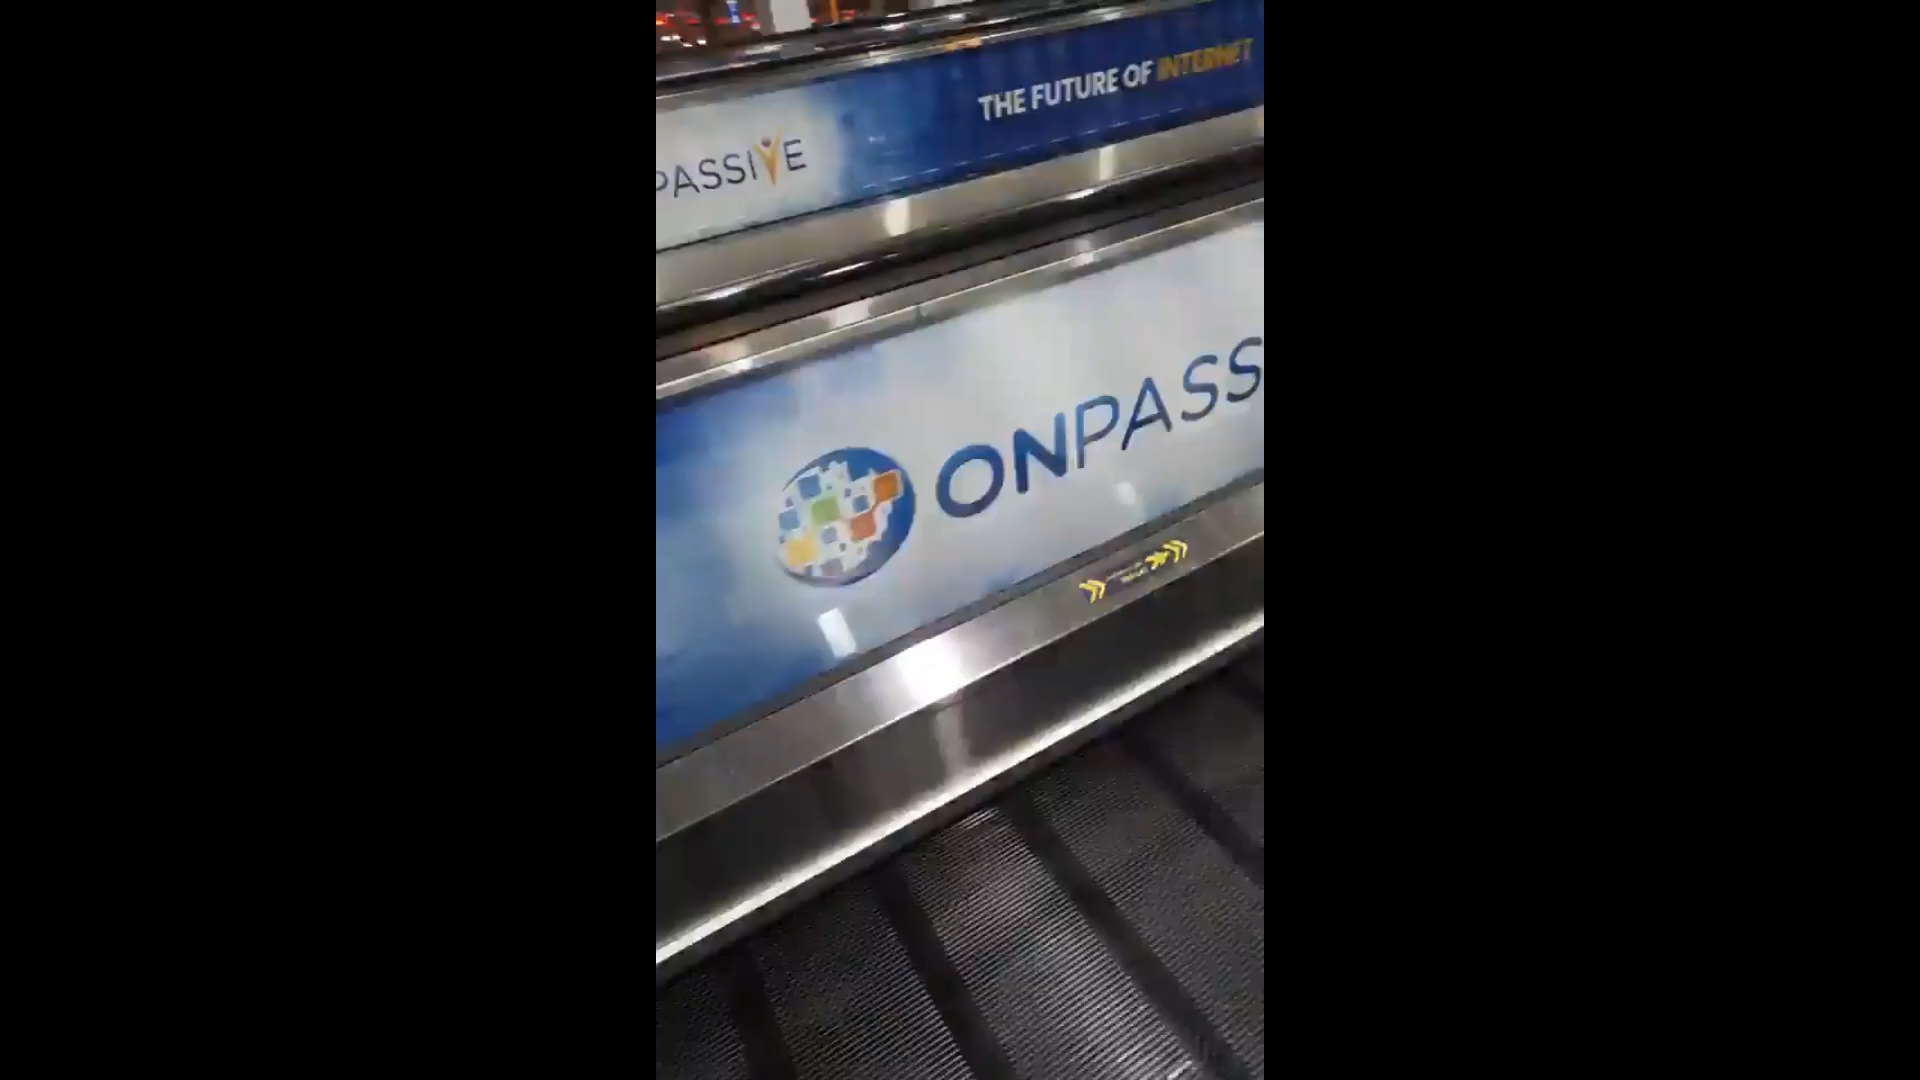 THE FUTURE OF INTERNET
PASSIVE
ONPASS